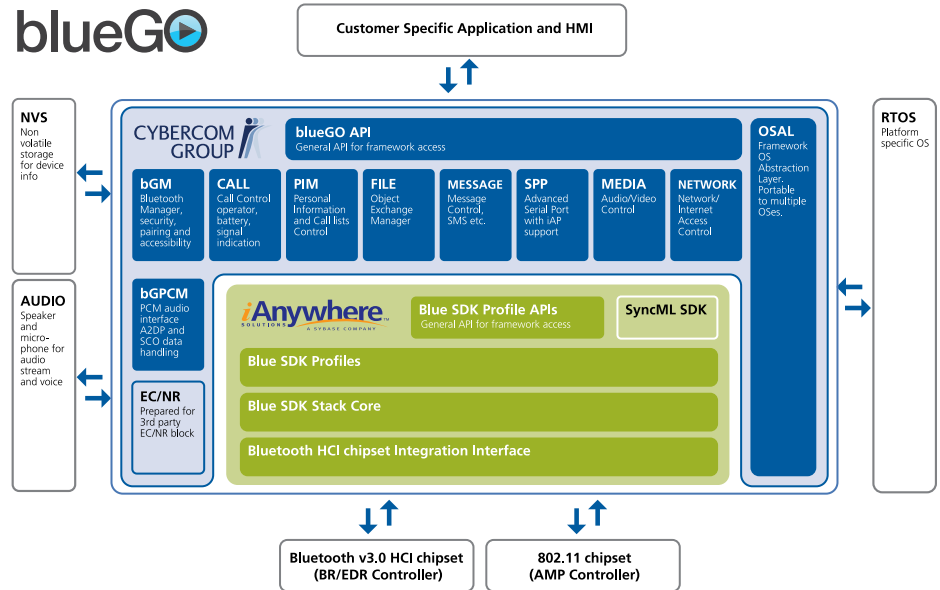 blueGO
Customer Specific Application and HMI
NVS
Non
volatile
storage
for device
info
AUDIO
Speaker
and
micro-
phone for
audio
stream
and voice
CYBERCOM
GROUP
blueGO API
General API for framework access
bGM
Bluetooth
Manager,
security,
pairing and
accessibility
CALL
Call Control
operator,
battery,
signal
indication
PIM
Personal
Information
and Call lists
Control
FILE
Object
Exchange
Manager
MESSAGE
Message
Control,
SMS etc.
SPP
Advanced
Serial Port
with iAP
support
MEDIA
Audio/Video
Control
NETWORK
Network/
Internet
Access
Control
OSAL
Framework
OS
Abstraction
Layer.
Portable
to multiple
OSes.
RTOS
Platform
specific OS
bGPCM
PCM audio
interface
A2DP and
SCO data
handling
EC/NR
Prepared for
3rd party
EC/NR block
iAnywhere™
SOLUTIONS
A SYBASE COMPANY
Blue SDK Profile APIs
General API for framework access
SyncML SDK
Blue SDK Profiles
Blue SDK Stack Core
Bluetooth HCI chipset Integration Interface
Bluetooth v3.0 HCI chipset
(BR/EDR Controller)
802.11 chipset
(AMP Controller)